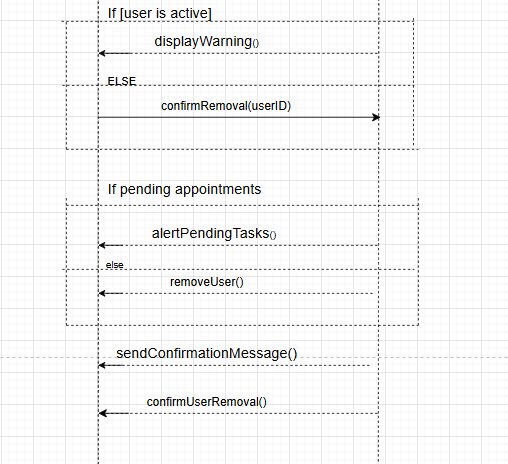 If [user is active]
displayWarning()
ELSE
confirmRemoval(userID)
If pending appointments
alertPendingTasks()
else
removeUser()
sendConfirmationMessage()
confirmUserRemoval()